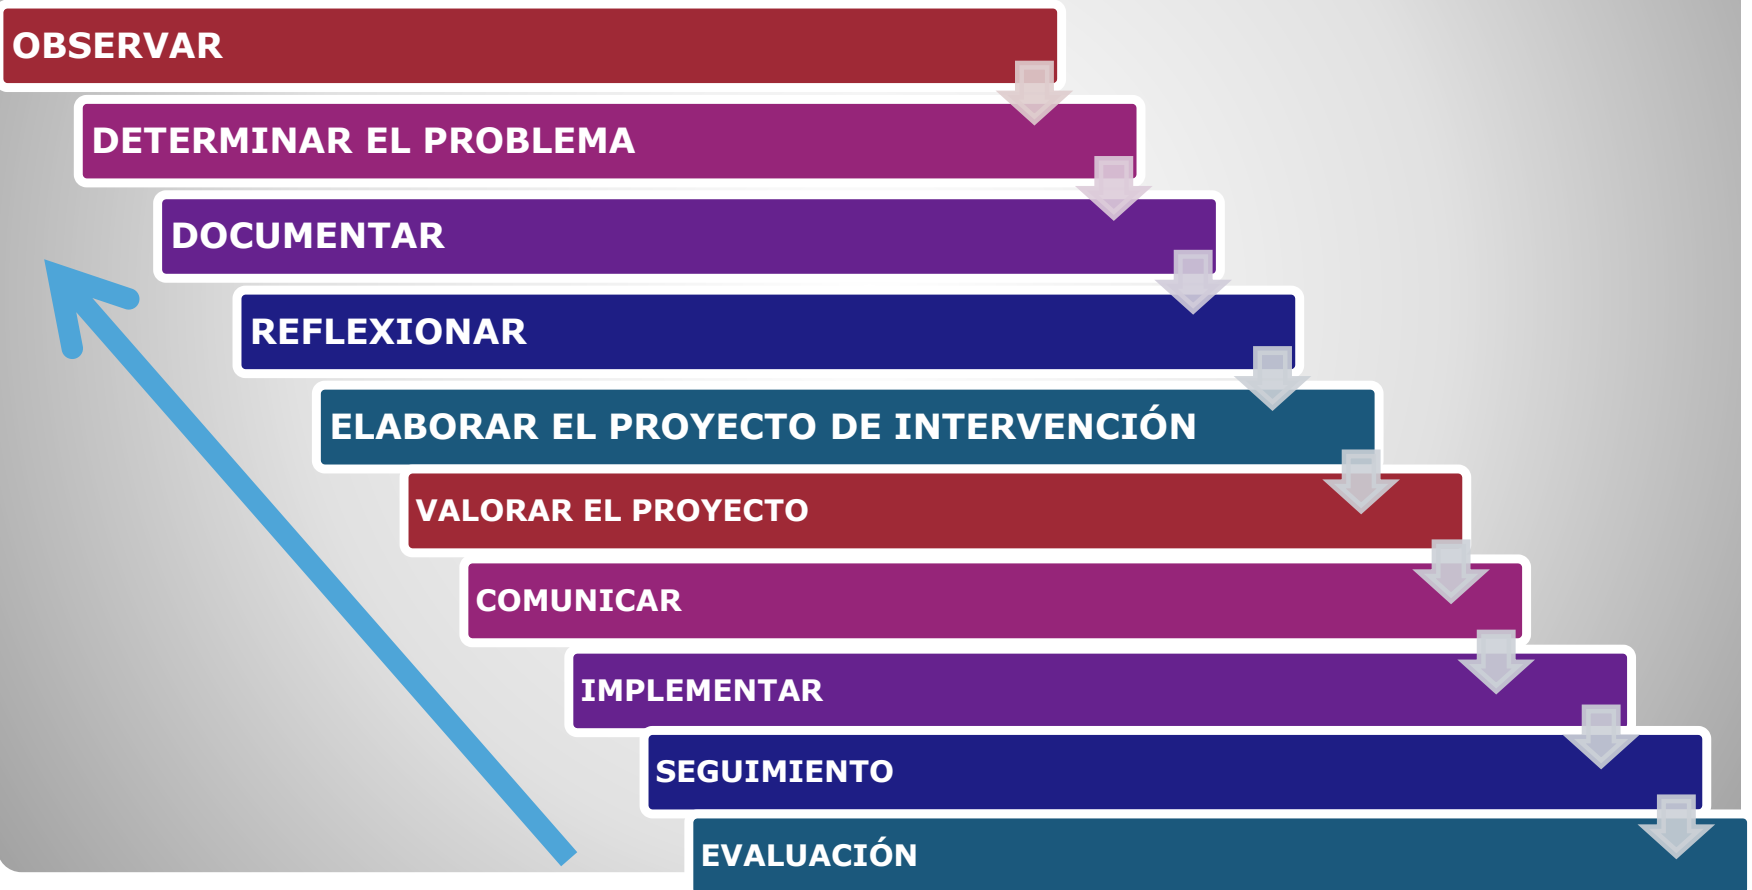 OBSERVAR
DETERMINAR EL PROBLEMA
DOCUMENTAR
REFLEXIONAR
ELABORAR EL PROYECTO DE INTERVENCIÓN
VALORAR EL PROYECTO
COMUNICAR
IMPLEMENTAR
SEGUIMIENTO
EVALUACIÓN